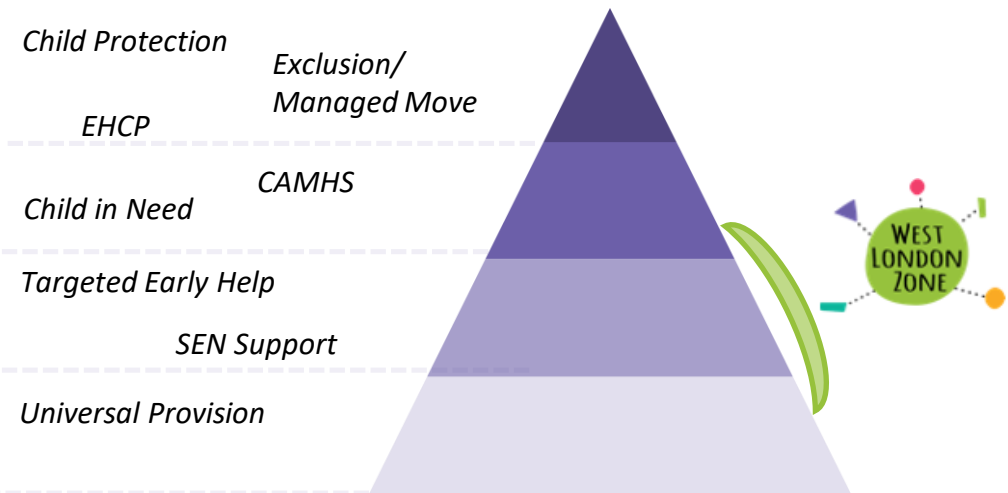 Child Protection
Exclusion/
Managed Move
EHCP
CAMHS
Child in Need
Targeted Early Help
SEN Support
Universal Provision
WEST
LONDON
ZONE